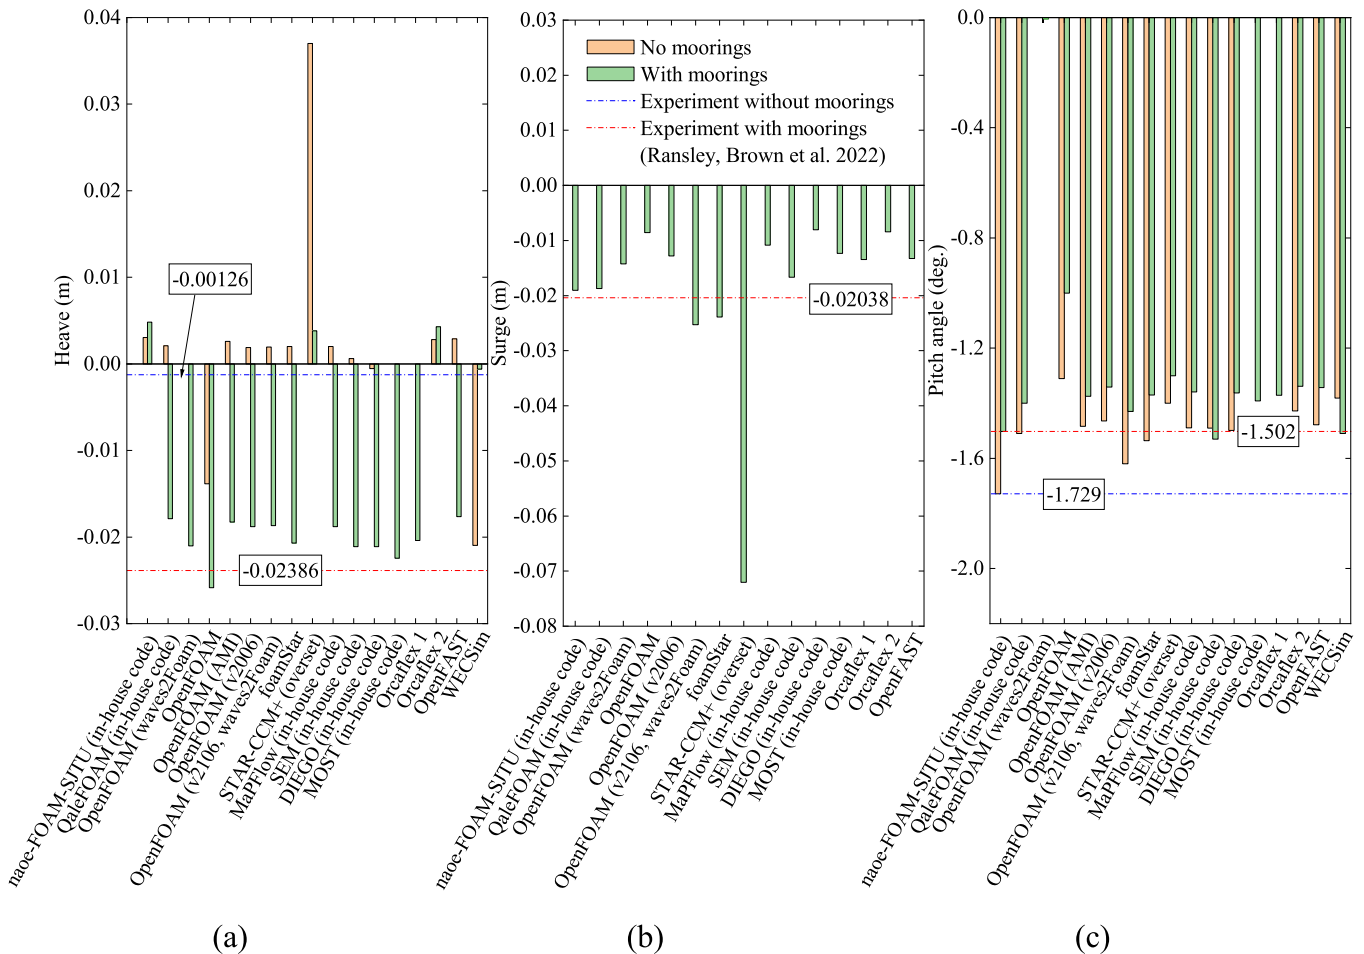 0.04
0.03
0.02
0.01
0.00
-0.01
-0.02
-0.03
Heave (m)
-0.00126
-0.02386
naoe-FOAM-SJTU (in-house code)
QaleFOAM (in-house code)
OpenFOAM (waves2Foam)
OpenFOAM
OpenFOAM (AMI)
OpenFOAM (v2006)
OpenFOAM (v2106, waves2Foam)
foamStar
STAR-CCM+ (overset)
MaPFlow (in-house code)
SEM (in-house code)
DIEGO (in-house code)
MOST (in-house code)
Orcaflex 1
Orcaflex 2
OpenFAST
WECSim
(a)
0.03
0.02
0.01
0.00
-0.01
-0.02
-0.03
-0.04
-0.05
-0.06
-0.07
-0.08
Surge (m)
No moorings
With moorings
Experiment without moorings
Experiment with moorings
(Ransley, Brown et al. 2022)
-0.02038
naoe-FOAM-SJTU (in-house code)
QaleFOAM (in-house code)
OpenFOAM (waves2Foam)
OpenFOAM
OpenFOAM (v2006)
OpenFOAM (v2106, waves2Foam)
foamStar
STAR-CCM+ (overset)
MaPFlow (in-house code)
SEM (in-house code)
DIEGO (in-house code)
MOST (in-house code)
Orcaflex 1
Orcaflex 2
OpenFAST
(b)
0.0
-0.4
-0.8
-1.2
-1.6
-2.0
Pitch angle (deg.)
-1.502
-1.729
naoe-FOAM-SJTU (in-house code)
QaleFOAM (in-house code)
OpenFOAM (waves2Foam)
OpenFOAM
OpenFOAM (AMI)
OpenFOAM (v2006)
OpenFOAM (v2106, waves2Foam)
foamStar
STAR-CCM+ (overset)
MaPFlow (in-house code)
SEM (in-house code)
DIEGO (in-house code)
MOST (in-house code)
Orcaflex 1
Orcaflex 2
OpenFAST
WECSim
(c)